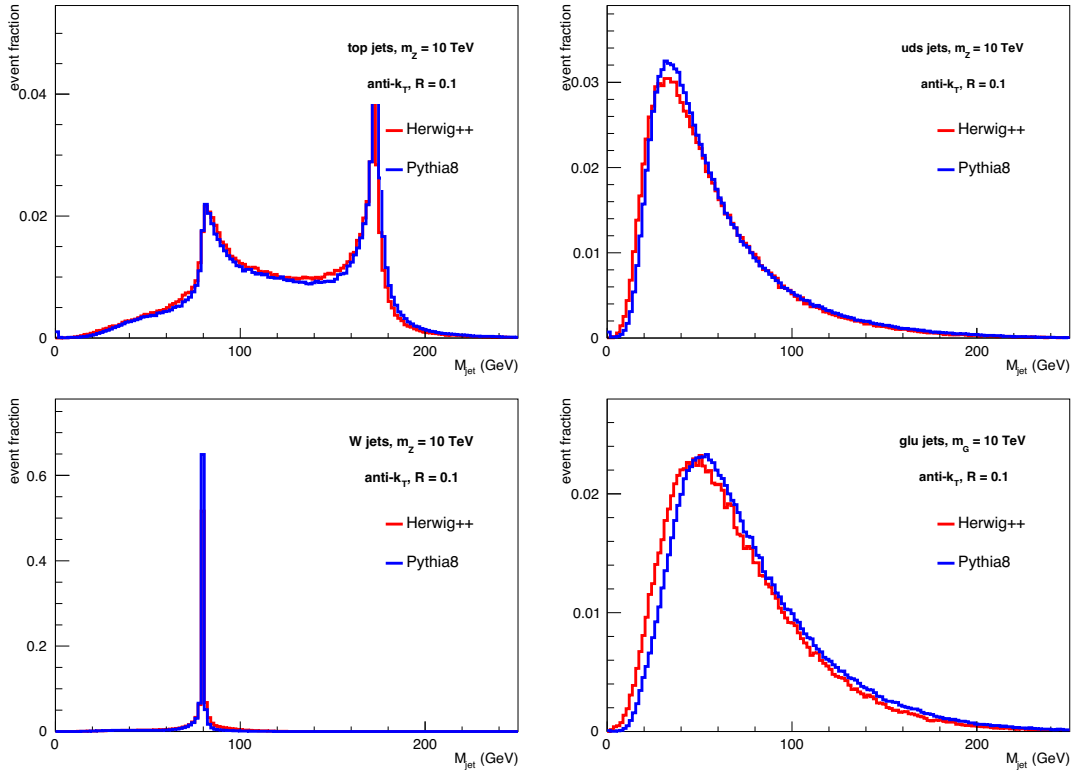 event fraction
top jets, m_Z = 10 TeV
anti-k_T, R = 0.1
Herwig++
Pythia8
0.04
0.02
0
0
100
200
M_jet (GeV)
event fraction
uds jets, m_Z = 10 TeV
anti-k_T, R = 0.1
Herwig++
Pythia8
0.03
0.02
0.01
0
0
100
200
M_jet (GeV)
event fraction
W jets, m_Z = 10 TeV
anti-k_T, R = 0.1
Herwig++
Pythia8
0.6
0.4
0.2
0
0
100
200
M_jet (GeV)
event fraction
glu jets, m_G = 10 TeV
anti-k_T, R = 0.1
Herwig++
Pythia8
0.02
0.01
0
0
100
200
M_jet (GeV)